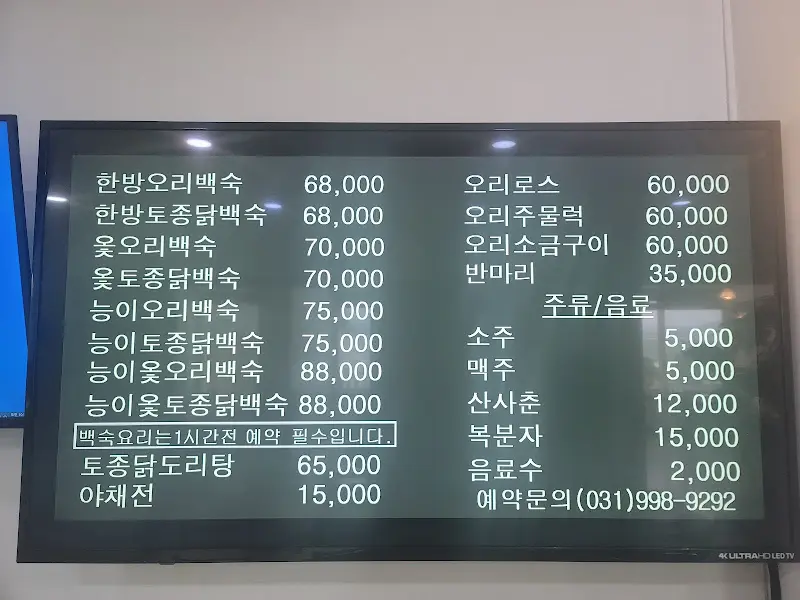 한방오리백숙 68,000
한방토종닭백숙 68,000
옻오리백숙 70,000
옻토종닭백숙 70,000
능이오리백숙 75,000
능이토종닭백숙 75,000
능이옻오리백숙 88,000
능이옻토종닭백숙 88,000
백숙요리는1시간전 예약 필수입니다.
토종닭도리탕 65,000
야채전 15,000
오리로스 60,000
오리주물럭 60,000
오리소금구이 60,000
반마리 35,000
주류/음료
소주 5,000
맥주 5,000
산사춘 12,000
복분자 15,000
음료수 2,000
예약문의(031)998-9292
4K ULTRA HD LED TV